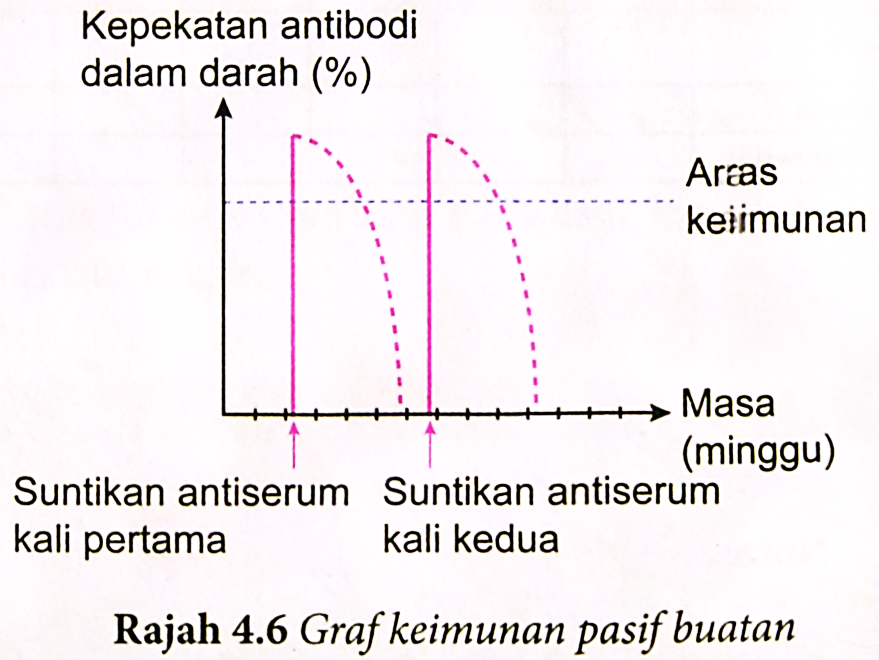 Kepekatan antibodi
dalam darah (%)
Aras
keimunan
Masa
(minggu)
Suntikan antiserum
kali pertama
Suntikan antiserum
kali kedua
Rajah 4.6 Graf keimunan pasif buatan